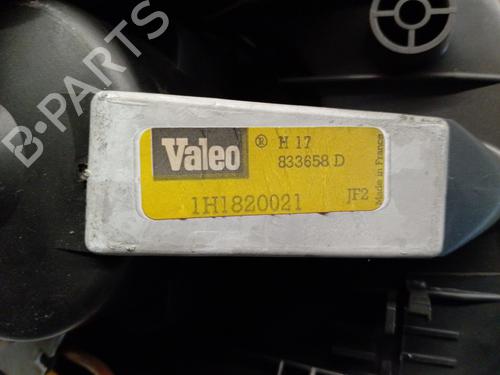 B-PARTS
Valeo ® H 17
833658 D
1H1820021 JF2
Made in France